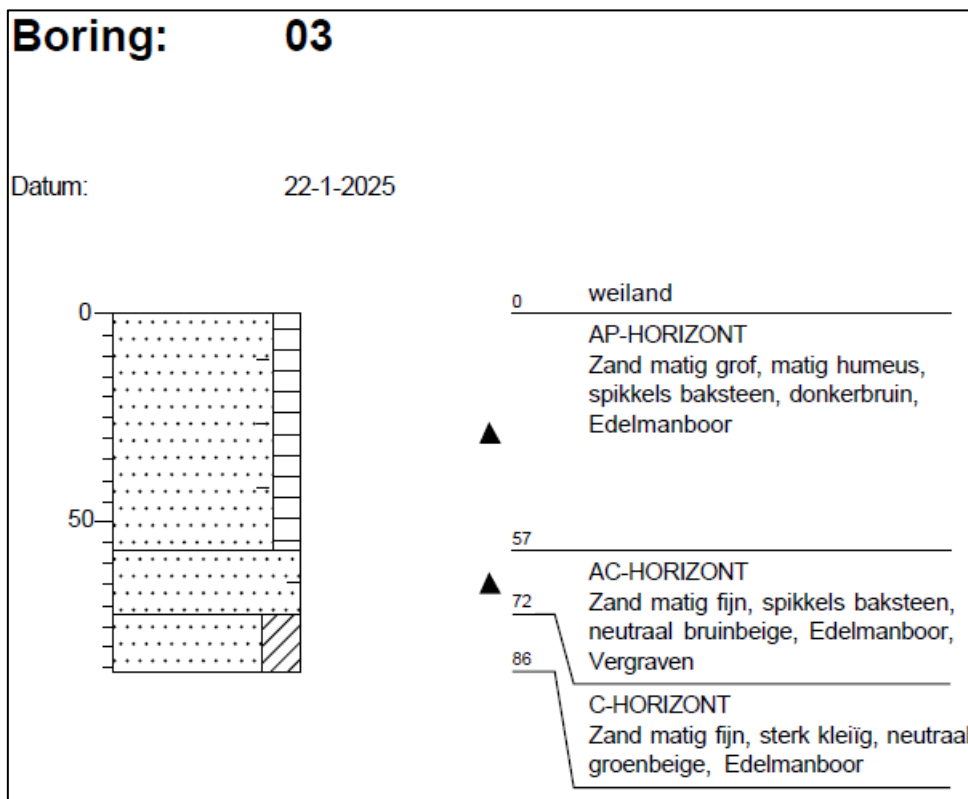 Boring: 03
Datum: 22-1-2025
0
50
0 weiland
AP-HORIZONT
Zand matig grof, matig humeus,
spikkels baksteen, donkerbruin,
Edelmanboor
57
AC-HORIZONT
72 Zand matig fijn, spikkels baksteen,
neutraal bruinbeige, Edelmanboor,
86 Vergraven
C-HORIZONT
Zand matig fijn, sterk kleiïg, neutraal
groenbeige, Edelmanboor